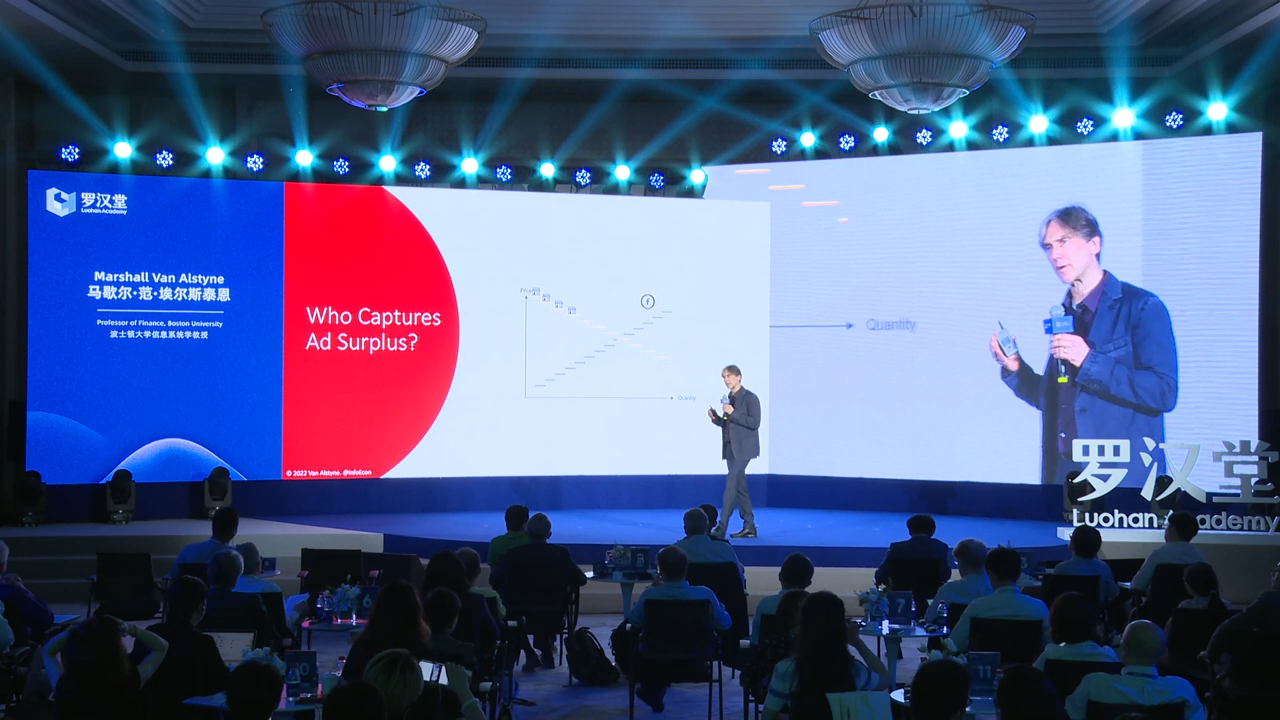 罗汉堂
Luohan Academy
Marshall Van Alstyne
马歇尔·范·埃尔斯泰恩
Professor of Finance, Boston University
波士顿大学信息系统学教授
Who Captures
Ad Surplus?
© 2022 Van Alstyne. @InfoEcon
Price
f
Quantity
Quantity
罗汉堂
Luohan Academy
7
11